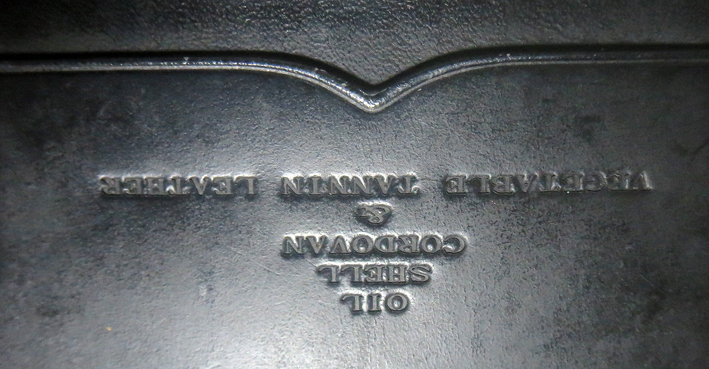 OIL
SHELL
CORDOVAN
&
VEGETABLE TANNIN LEATHER